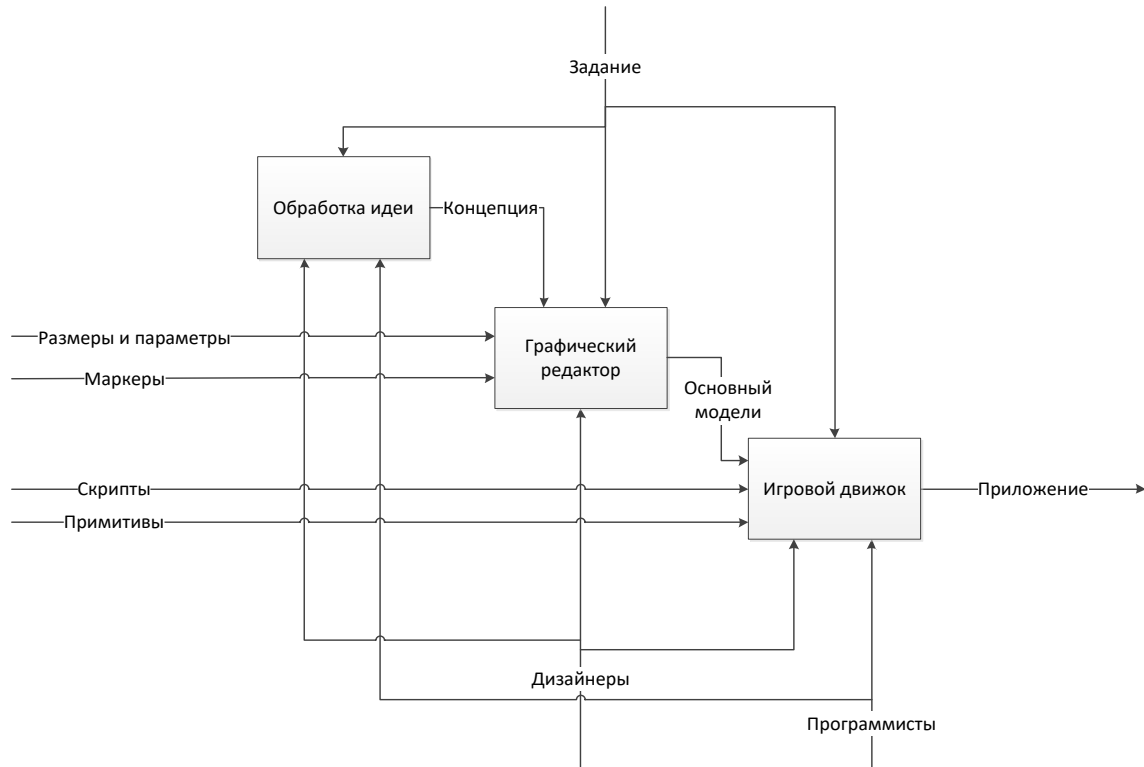 Задание
Обработка идеи
Концепция
Размеры и параметры
Графический
редактор
Маркеры
Основный
модели
Скрипты
Игровой движок
Приложение
Примитивы
Дизайнеры
Программисты